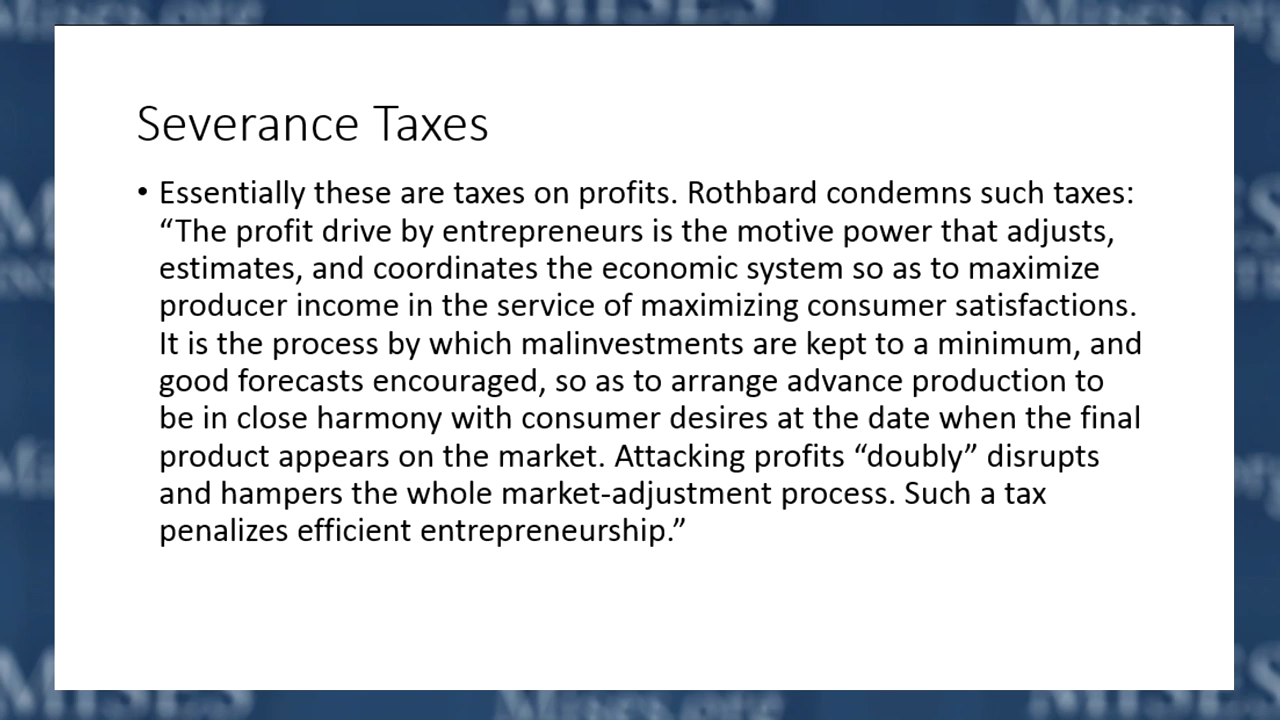 Mises.org
Severance Taxes
• Essentially these are taxes on profits. Rothbard condemns such taxes:
“The profit drive by entrepreneurs is the motive power that adjusts,
estimates, and coordinates the economic system so as to maximize
producer income in the service of maximizing consumer satisfactions.
It is the process by which malinvestments are kept to a minimum, and
good forecasts encouraged, so as to arrange advance production to
be in close harmony with consumer desires at the date when the final
product appears on the market. Attacking profits “doubly” disrupts
and hampers the whole market-adjustment process. Such a tax
penalizes efficient entrepreneurship.”
MISES
Mises.org